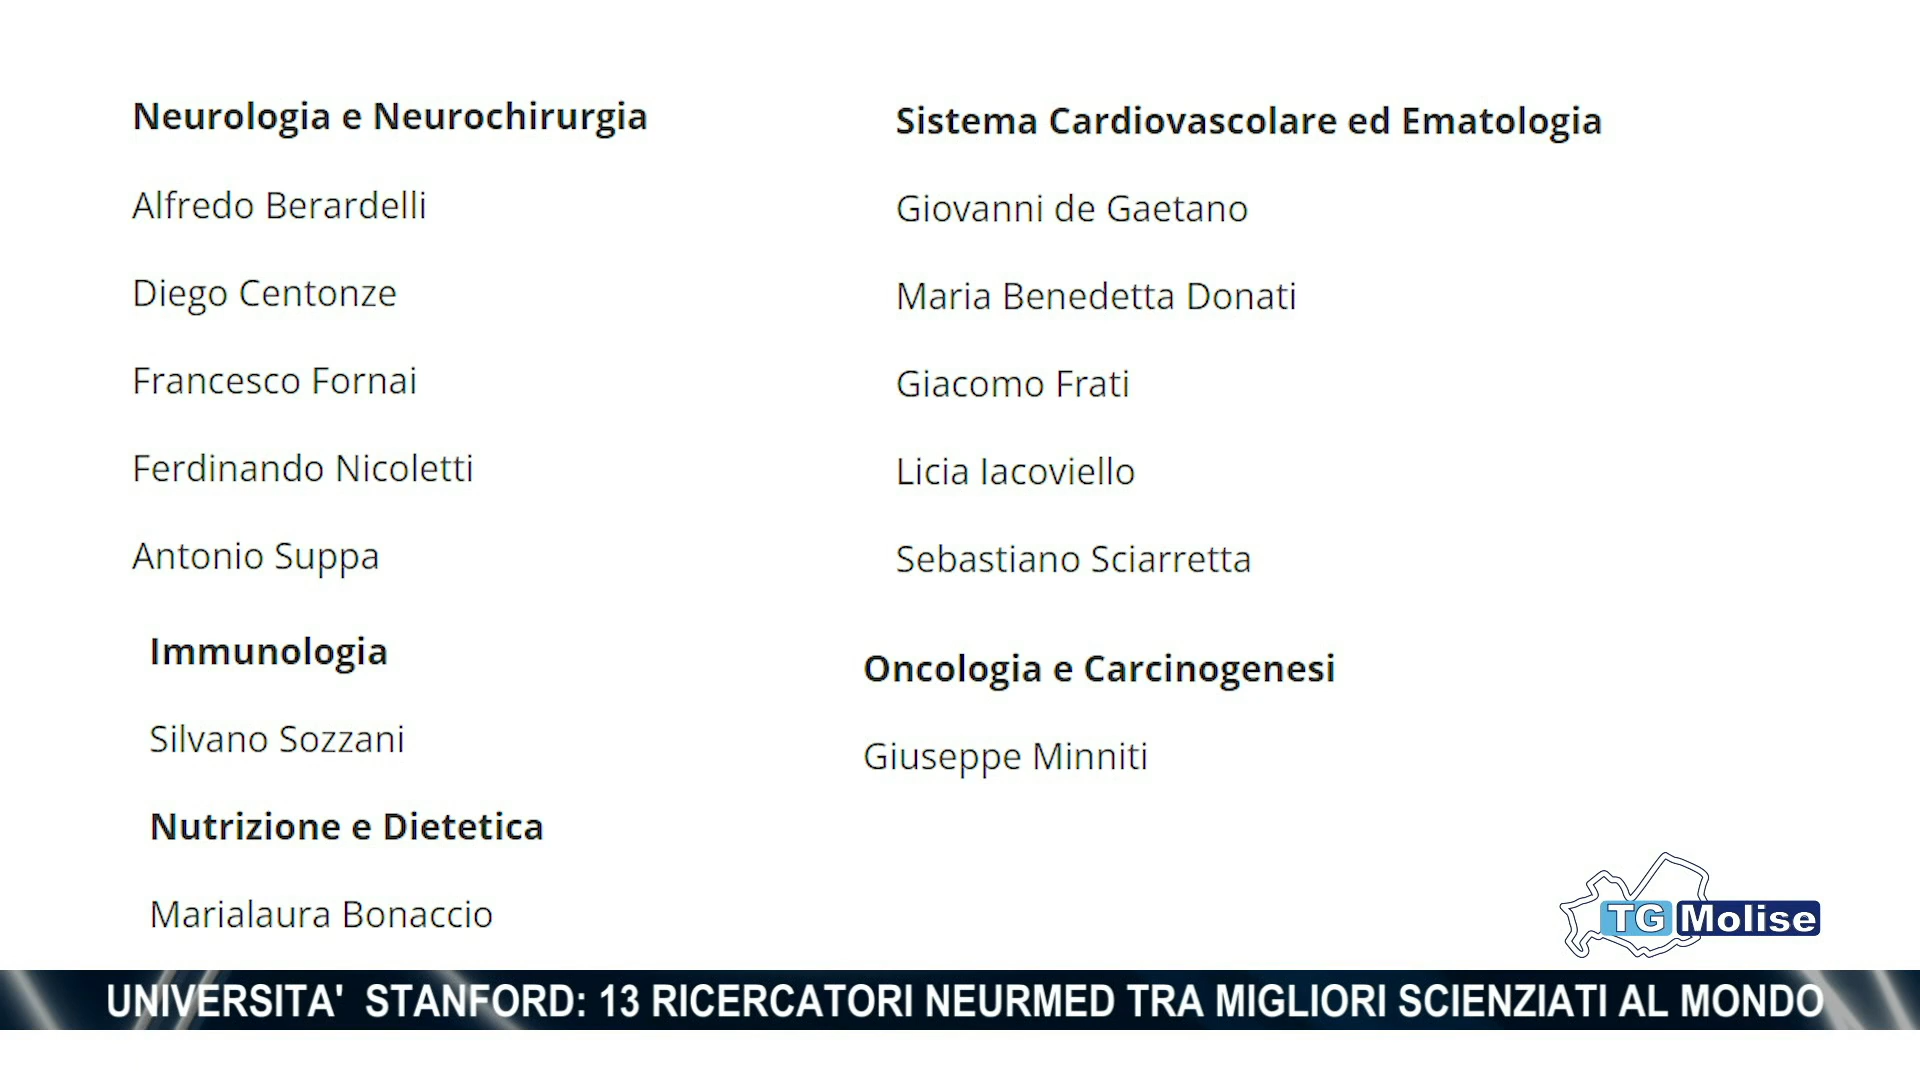 Neurologia e Neurochirurgia
Alfredo Berardelli
Diego Centonze
Francesco Fornai
Ferdinando Nicoletti
Antonio Suppa
Immunologia
Silvano Sozzani
Nutrizione e Dietetica
Marialaura Bonaccio
Sistema Cardiovascolare ed Ematologia
Giovanni de Gaetano
Maria Benedetta Donati
Giacomo Frati
Licia Iacoviello
Sebastiano Sciarretta
Oncologia e Carcinogenesi
Giuseppe Minniti
TG Molise
UNIVERSITA' STANFORD: 13 RICERCATORI NEURMED TRA MIGLIORI SCIENZIATI AL MONDO